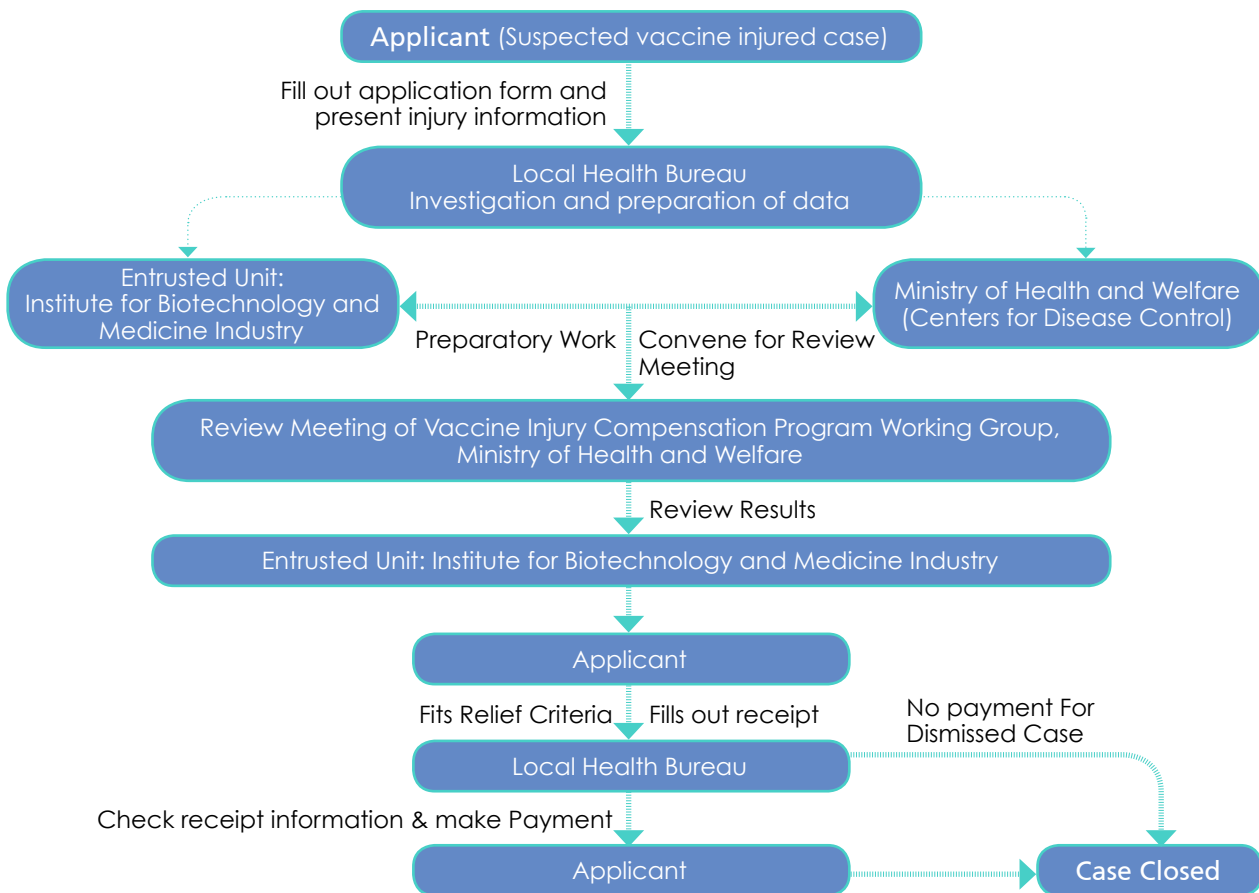 Applicant (Suspected vaccine injured case)
Fill out application form and
present injury information
Local Health Bureau
Investigation and preparation of data
Entrusted Unit:
Institute for Biotechnology and
Medicine Industry
Ministry of Health and Welfare
(Centers for Disease Control)
Preparatory Work
Convene for Review
Meeting
Review Meeting of Vaccine Injury Compensation Program Working Group,
Ministry of Health and Welfare
Review Results
Entrusted Unit: Institute for Biotechnology and Medicine Industry
Applicant
Fits Relief Criteria
Fills out receipt
No payment For
Dismissed Case
Local Health Bureau
Check receipt information & make Payment
Applicant
Case Closed